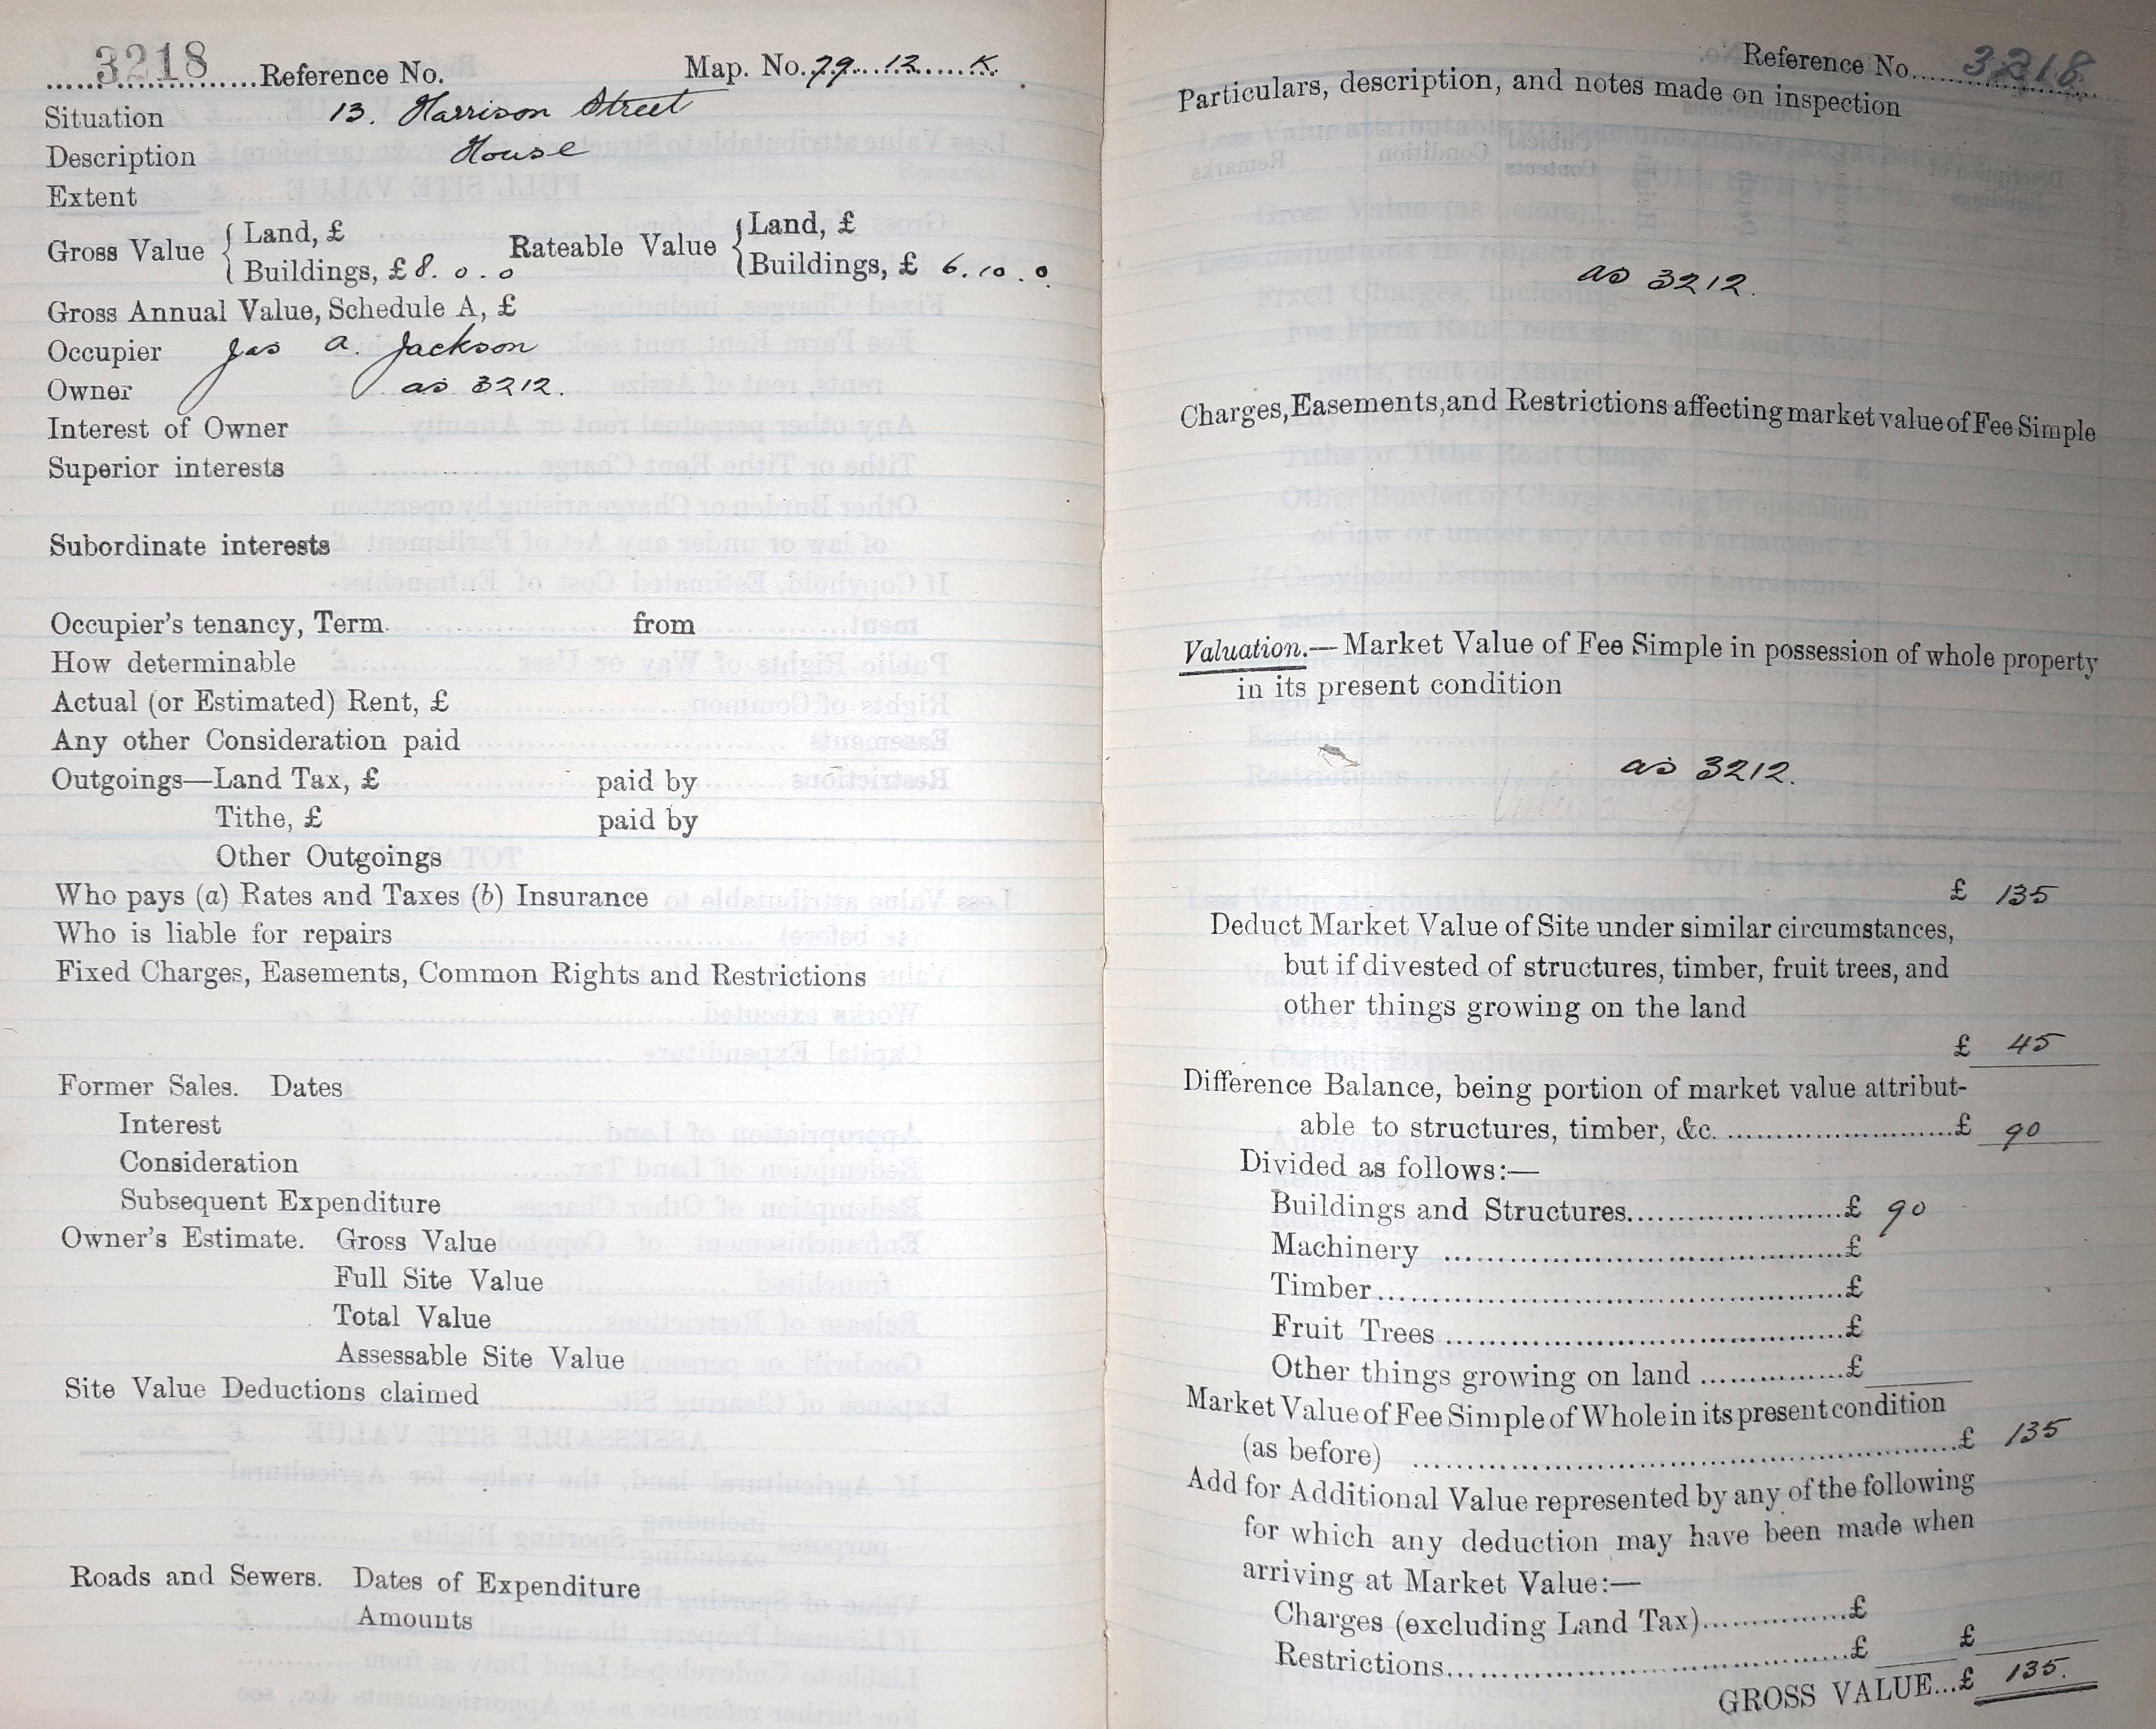 3218 Reference No. Map. No. 79. 12. K.
Situation 13. Harrison Street
Description House
Extent
Gross Value { Land, £ Rateable Value { Land, £
Buildings, £ 8. 0. 0 Buildings, £ 6. 10. 0
Gross Annual Value, Schedule A, £
Occupier Jas A. Jackson
Owner as 3212.
Interest of Owner
Superior interests
Subordinate interests
Occupier's tenancy, Term from
How determinable
Actual (or Estimated) Rent, £
Any other Consideration paid
Outgoings—Land Tax, £ paid by
Tithe, £ paid by
Other Outgoings
Who pays (a) Rates and Taxes (b) Insurance
Who is liable for repairs
Fixed Charges, Easements, Common Rights and Restrictions
Former Sales. Dates
Interest
Consideration
Subsequent Expenditure
Owner's Estimate. Gross Value
Full Site Value
Total Value
Assessable Site Value
Site Value Deductions claimed
Roads and Sewers. Dates of Expenditure
Amounts
Reference No. 3218
Particulars, description, and notes made on inspection
as 3212.
Charges, Easements, and Restrictions affecting market value of Fee Simple
Valuation.—Market Value of Fee Simple in possession of whole property
in its present condition
as 3212.
£ 135
Deduct Market Value of Site under similar circumstances,
but if divested of structures, timber, fruit trees, and
other things growing on the land
£ 45
Difference Balance, being portion of market value attribut-
able to structures, timber, &c. £ 90
Divided as follows:—
Buildings and Structures £ 90
Machinery £
Timber £
Fruit Trees £
Other things growing on land £
Market Value of Fee Simple of Whole in its present condition
(as before) £ 135
Add for Additional Value represented by any of the following
for which any deduction may have been made when
arriving at Market Value:—
Charges (excluding Land Tax) £
Restrictions £ £
GROSS VALUE...£ 135.